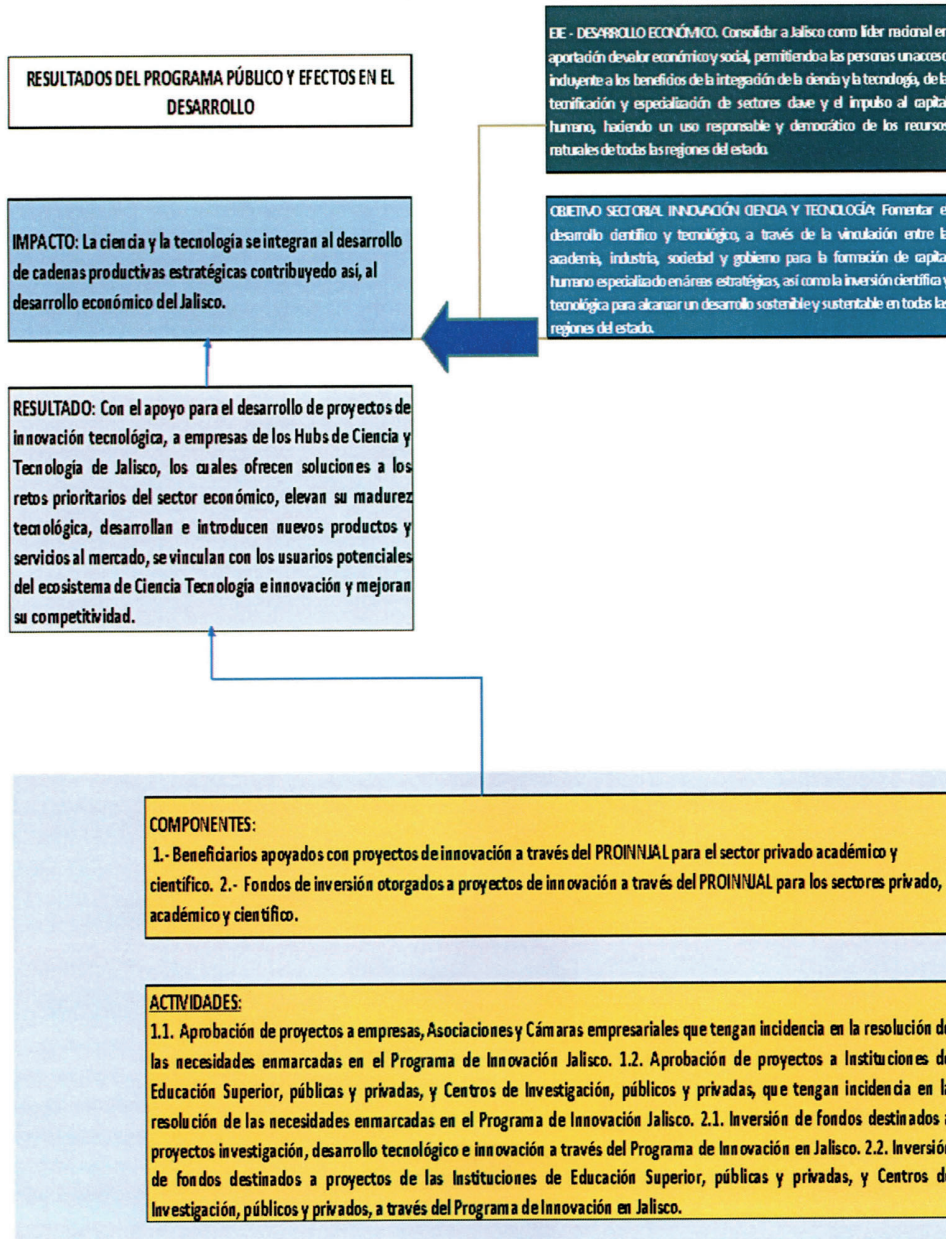 RESULTADOS DEL PROGRAMA PÚBLICO Y EFECTOS EN EL
DESARROLLO
EJE - DESARROLLO ECONÓMICO. Consolidar a Jalisco como líder nacional en
aportación de valor económico y social, permitiendo a las personas un acceso
incluyente a los beneficios de la integración de la ciencia y la tecnología, de la
tecnificación y especialización de sectores clave y el impulso al capital
humano, haciendo un uso responsable y democrático de los recursos
naturales de todas las regiones del estado.
IMPACTO: La ciencia y la tecnología se integran al desarrollo
de cadenas productivas estratégicas contribuyedo así, al
desarrollo económico del Jalisco.
OBJETIVO SECTORIAL INNOVACIÓN CIENCIA Y TECNOLOGÍA: Fomentar e
desarrollo científico y tecnológico, a través de la vinculación entre la
academia, industria, sociedad y gobierno para la formación de capita
humano especializado en áreas estratégicas, así como la inversión científica y
tecnológica para alcanzar un desarrollo sostenible y sustentable en todas las
regiones del estado.
RESULTADO: Con el apoyo para el desarrollo de proyectos de
innovación tecnológica, a empresas de los Hubs de Ciencia y
Tecnología de Jalisco, los cuales ofrecen soluciones a los
retos prioritarios del sector económico, elevan su madurez
tecnológica, desarrollan e introducen nuevos productos y
servicios al mercado, se vinculan con los usuarios potenciales
del ecosistema de Ciencia Tecnología e innovación y mejoran
su competitividad.
COMPONENTES:
1.- Beneficiarios apoyados con proyectos de innovación a través del PROINNJAL para el sector privado académico y
científico. 2.- Fondos de inversión otorgados a proyectos de innovación a través del PROINNJAL para los sectores privado,
académico y científico.
ACTIVIDADES:
1.1. Aprobación de proyectos a empresas, Asociaciones y Cámaras empresariales que tengan incidencia en la resolución de
las necesidades enmarcadas en el Programa de Innovación Jalisco. 1.2. Aprobación de proyectos a Instituciones de
Educación Superior, públicas y privadas, y Centros de Investigación, públicos y privadas, que tengan incidencia en la
resolución de las necesidades enmarcadas en el Programa de Innovación Jalisco. 2.1. Inversión de fondos destinados a
proyectos investigación, desarrollo tecnológico e innovación a través del Programa de Innovación en Jalisco. 2.2. Inversión
de fondos destinados a proyectos de las Instituciones de Educación Superior, públicas y privadas, y Centros de
Investigación, públicos y privados, a través del Programa de Innovación en Jalisco.